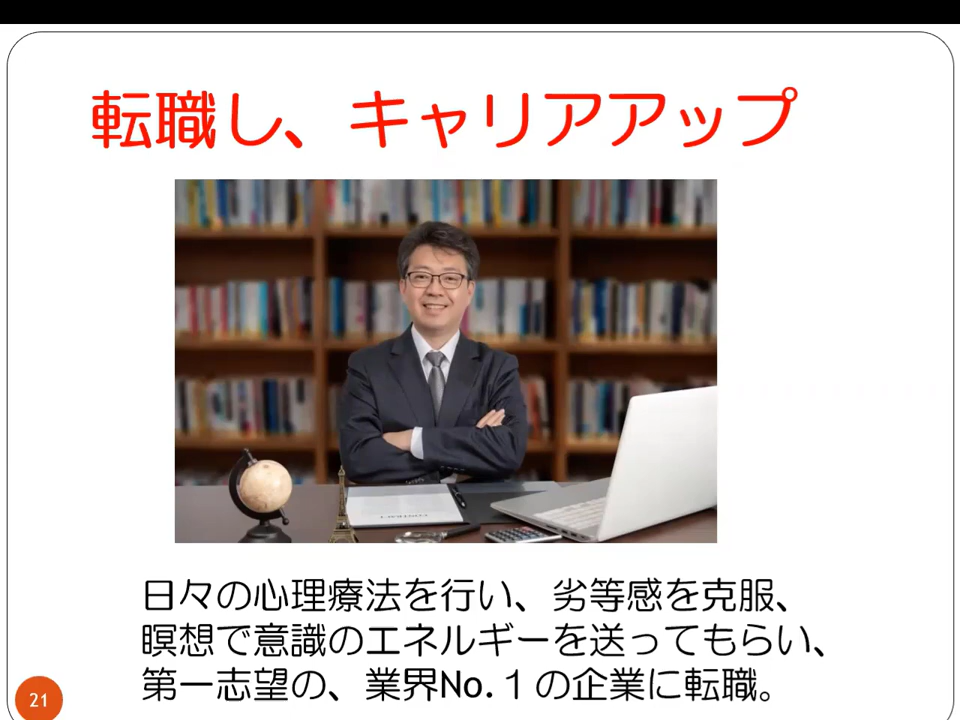 転職し、キャリアアップ
CONTRACT
日々の心理療法を行い、劣等感を克服、
瞑想で意識のエネルギーを送ってもらい、
第一志望の、業界No.１の企業に転職。
21